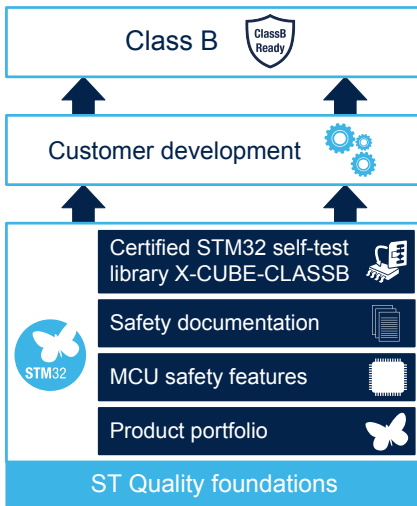 Class B
ClassB
Ready
Customer development
Certified STM32 self-test
library X-CUBE-CLASSB
Safety documentation
STM32
MCU safety features
Product portfolio
ST Quality foundations